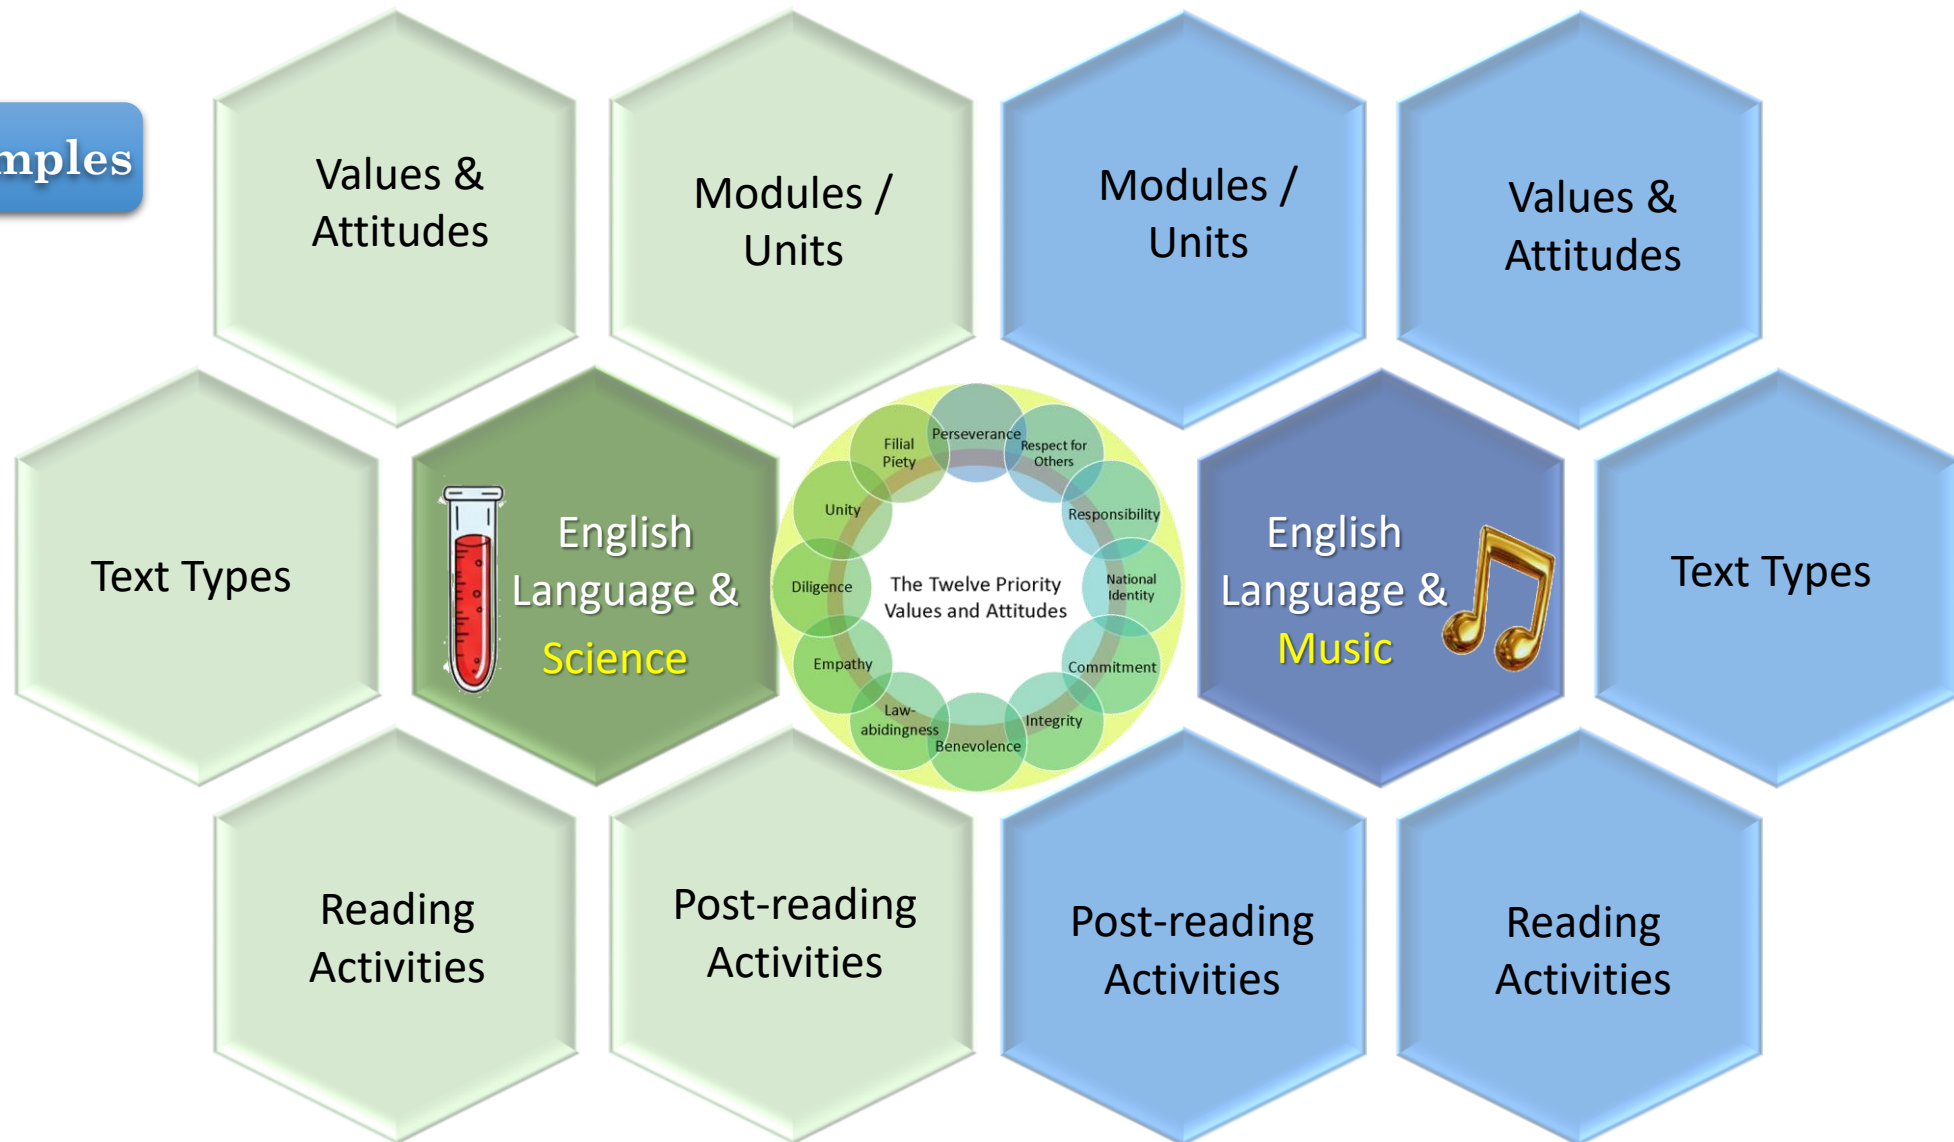 mples
Values &
Attitudes
Modules /
Units
Modules /
Units
Values &
Attitudes
Text Types
English
Language &
Science
Perseverance
Respect for
Others
Responsibility
National
Identity
Commitment
Integrity
Benevolence
Law-
abidingness
Empathy
Diligence
Unity
Filial
Piety
The Twelve Priority
Values and Attitudes
English
Language &
Music
Text Types
Reading
Activities
Post-reading
Activities
Post-reading
Activities
Reading
Activities